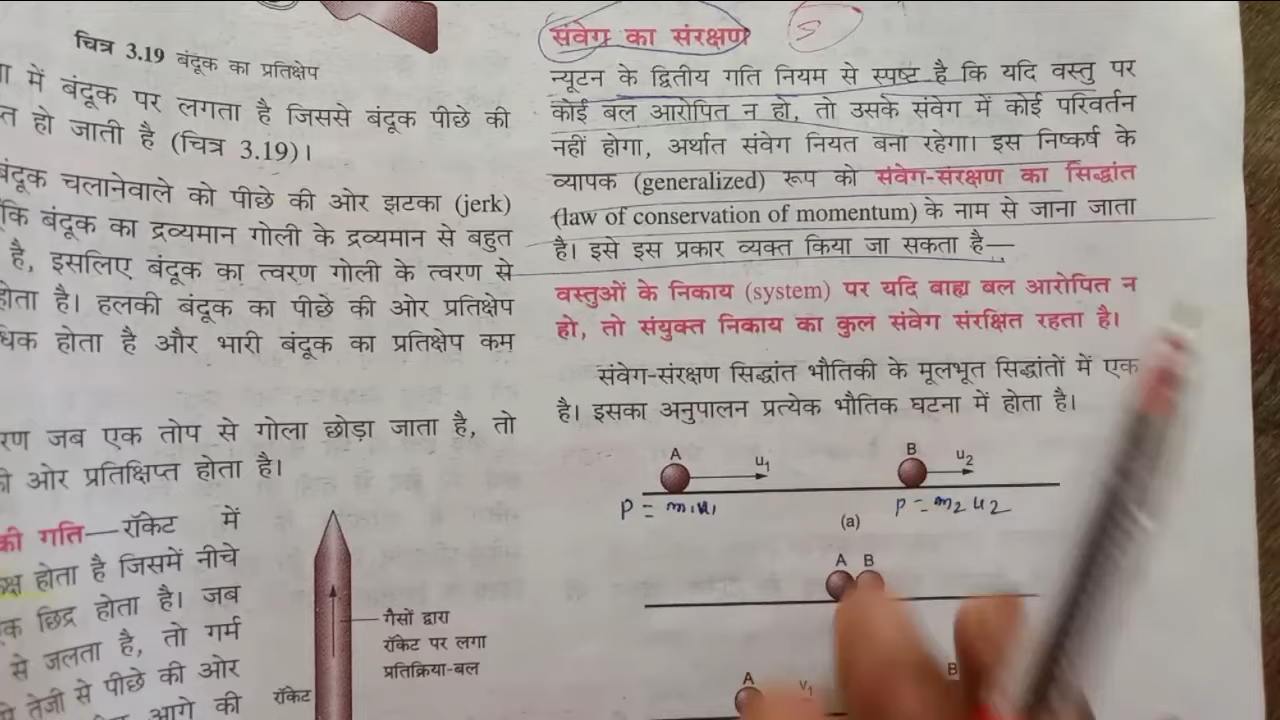 चित्र 3.19 बंदूक का प्रतिक्षेप
में बंदूक पर लगता है जिससे बंदूक पीछे की
हो जाती है (चित्र 3.19)।
बंदूक चलानेवाले को पीछे की ओर झटका (jerk)
कि बंदूक का द्रव्यमान गोली के द्रव्यमान से बहुत
है, इसलिए बंदूक का त्वरण गोली के त्वरण से
होता है। हलकी बंदूक का पीछे की ओर प्रतिक्षेप
होता है और भारी बंदूक का प्रतिक्षेप कम
जब एक तोप से गोला छोड़ा जाता है, तो
ओर प्रतिक्षिप्त होता है।
की गति—रॉकेट में
होता है जिसमें नीचे
छिद्र होता है। जब
से जलता है, तो गर्म
तेजी से पीछे की ओर
आगे की
गैसों द्वारा
रॉकेट पर लगा
प्रतिक्रिया-बल
रॉकेट
संवेग का संरक्षण
5
न्यूटन के द्वितीय गति नियम से स्पष्ट है कि यदि वस्तु पर
कोई बल आरोपित न हो, तो उसके संवेग में कोई परिवर्तन
नहीं होगा, अर्थात संवेग नियत बना रहेगा। इस निष्कर्ष के
व्यापक (generalized) रूप को संवेग-संरक्षण का सिद्धांत
(law of conservation of momentum) के नाम से जाना जाता
है। इसे इस प्रकार व्यक्त किया जा सकता है—
वस्तुओं के निकाय (system) पर यदि बाह्य बल आरोपित न
हो, तो संयुक्त निकाय का कुल संवेग संरक्षित रहता है।
संवेग-संरक्षण सिद्धांत भौतिकी के मूलभूत सिद्धांतों में एक
है। इसका अनुपालन प्रत्येक भौतिक घटना में होता है।
A u₁ B u₂
P = m₁u₁ P = m₂u₂
(a)
A B
A v₁ B